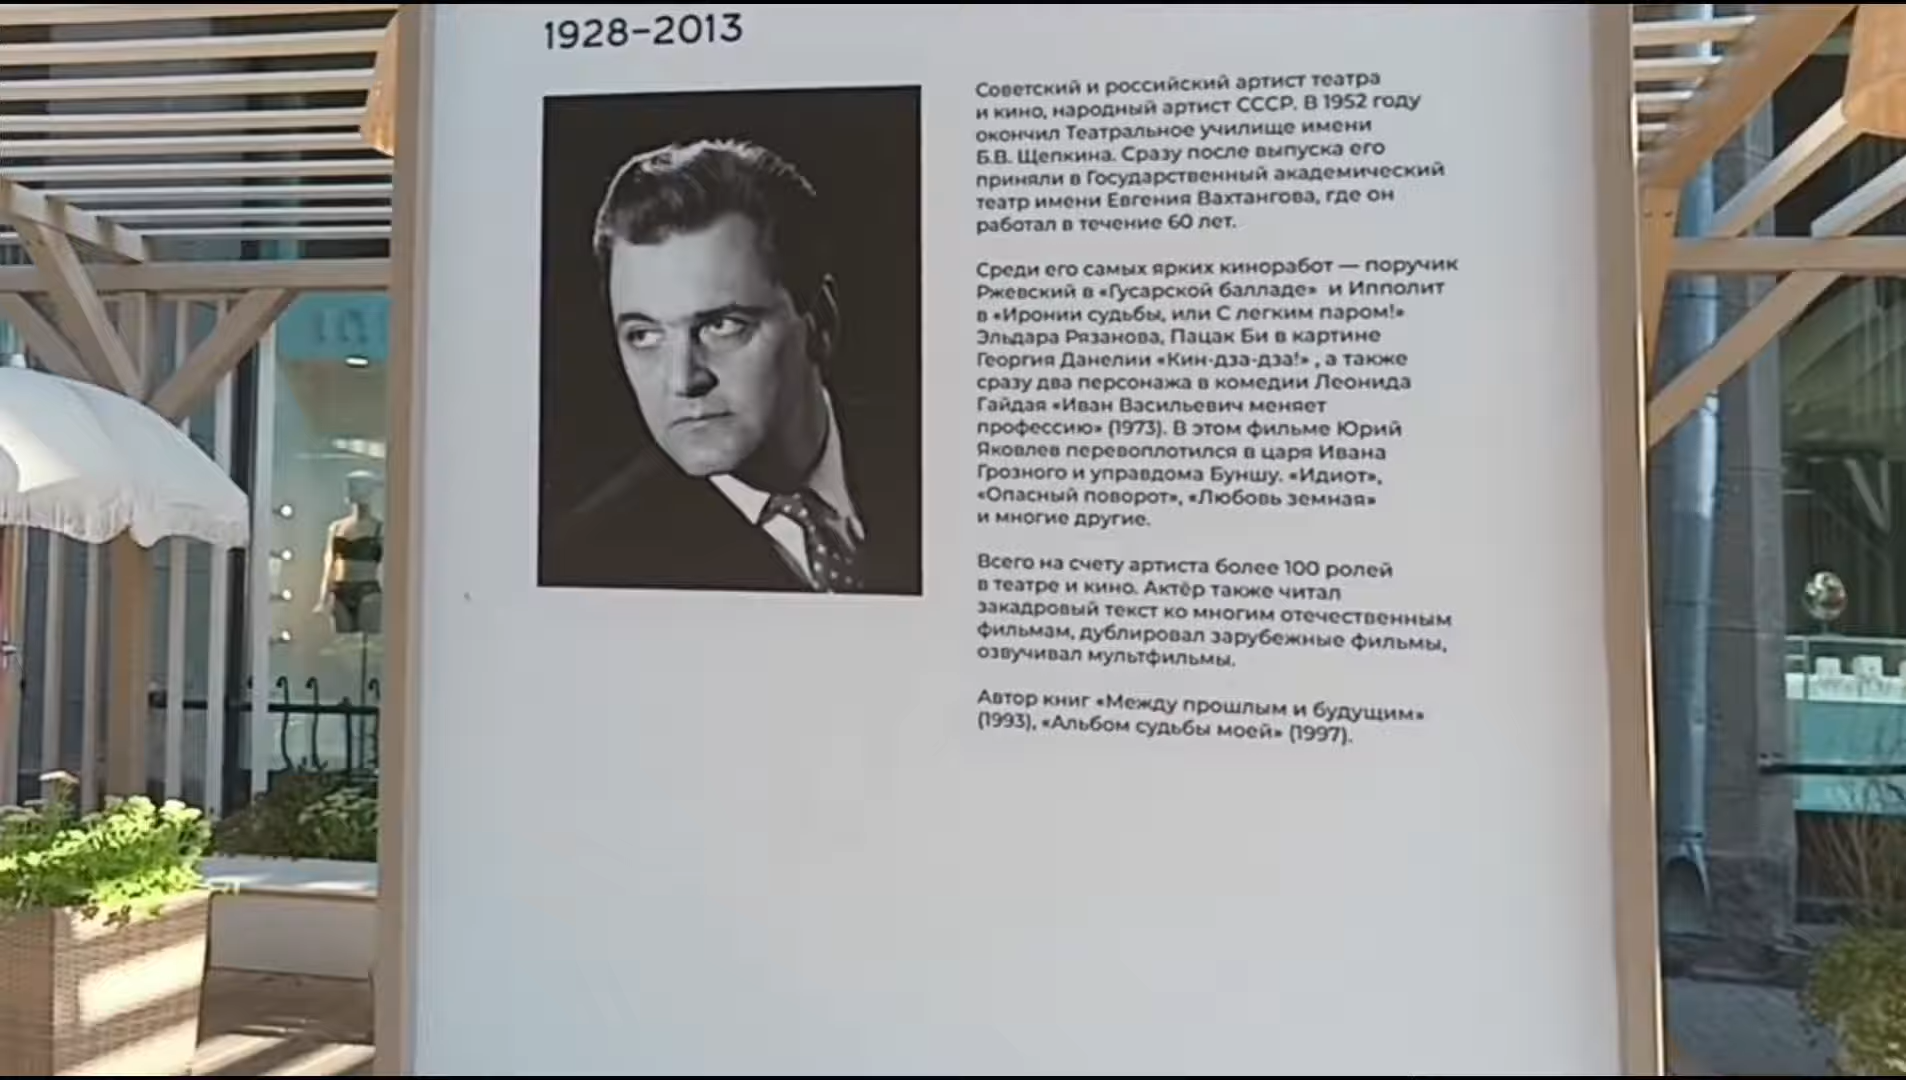 1928–2013
Советский и российский артист театра
и кино, народный артист СССР. В 1952 году
окончил Театральное училище имени
Б.В. Щепкина. Сразу после выпуска его
приняли в Государственный академический
театр имени Евгения Вахтангова, где он
работал в течение 60 лет.
Среди его самых ярких киноработ — поручик
Ржевский в «Гусарской балладе» и Ипполит
в «Иронии судьбы, или С легким паром!»
Эльдара Рязанова, Пацак Би в картине
Георгия Данелии «Кин-дза-дза!» , а также
сразу два персонажа в комедии Леонида
Гайдая «Иван Васильевич меняет
профессию» (1973). В этом фильме Юрий
Яковлев перевоплотился в царя Ивана
Грозного и управдома Буншу. «Идиот»,
«Опасный поворот», «Любовь земная»
и многие другие.
Всего на счету артиста более 100 ролей
в театре и кино. Актёр также читал
закадровый текст ко многим отечественным
фильмам, дублировал зарубежные фильмы,
озвучивал мультфильмы.
Автор книг «Между прошлым и будущим»
(1993), «Альбом судьбы моей» (1997).